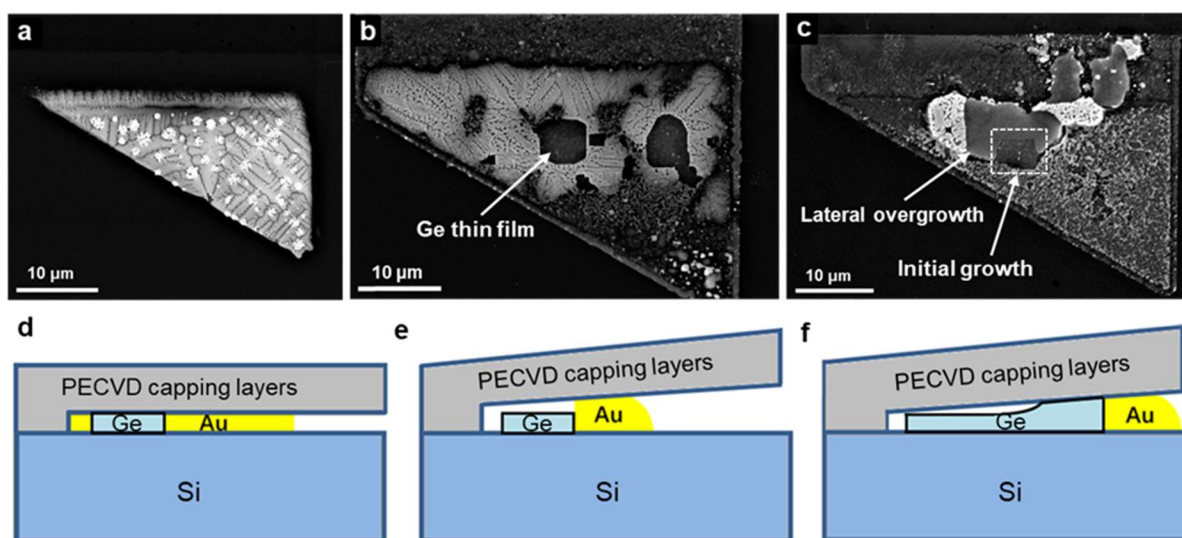 a
b
c
Ge thin film
Lateral overgrowth
Initial growth
10 µm
10 µm
10 µm
d
e
f
PECVD capping layers
PECVD capping layers
PECVD capping layers
Ge
Au
Ge
Au
Ge
Au
Si
Si
Si